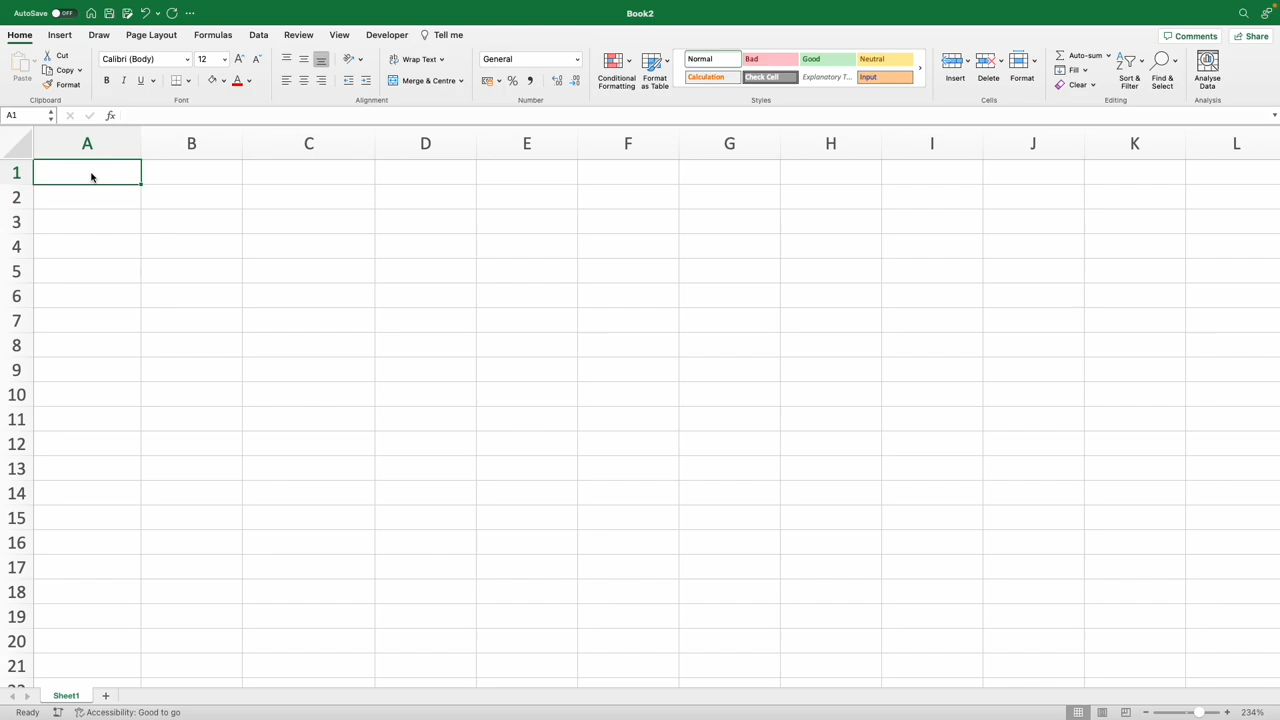 AutoSave OFF Book2
Home Insert Draw Page Layout Formulas Data Review View Developer Tell me Comments Share
Paste Cut Copy Format Clipboard
Calibri (Body) 12 B I U A Font
Wrap Text Merge & Centre Alignment
General % Number
Conditional Formatting Format as Table
Normal Bad Good Neutral
Calculation Check Cell Explanatory T... Input
Styles
Insert Delete Format Cells
Auto-sum Fill Clear Sort & Filter Find & Select Editing
Analyse Data Analysis
A1 fx
A B C D E F G H I J K L
1
2
3
4
5
6
7
8
9
10
11
12
13
14
15
16
17
18
19
20
21
Sheet1 +
Ready Accessibility: Good to go 234%